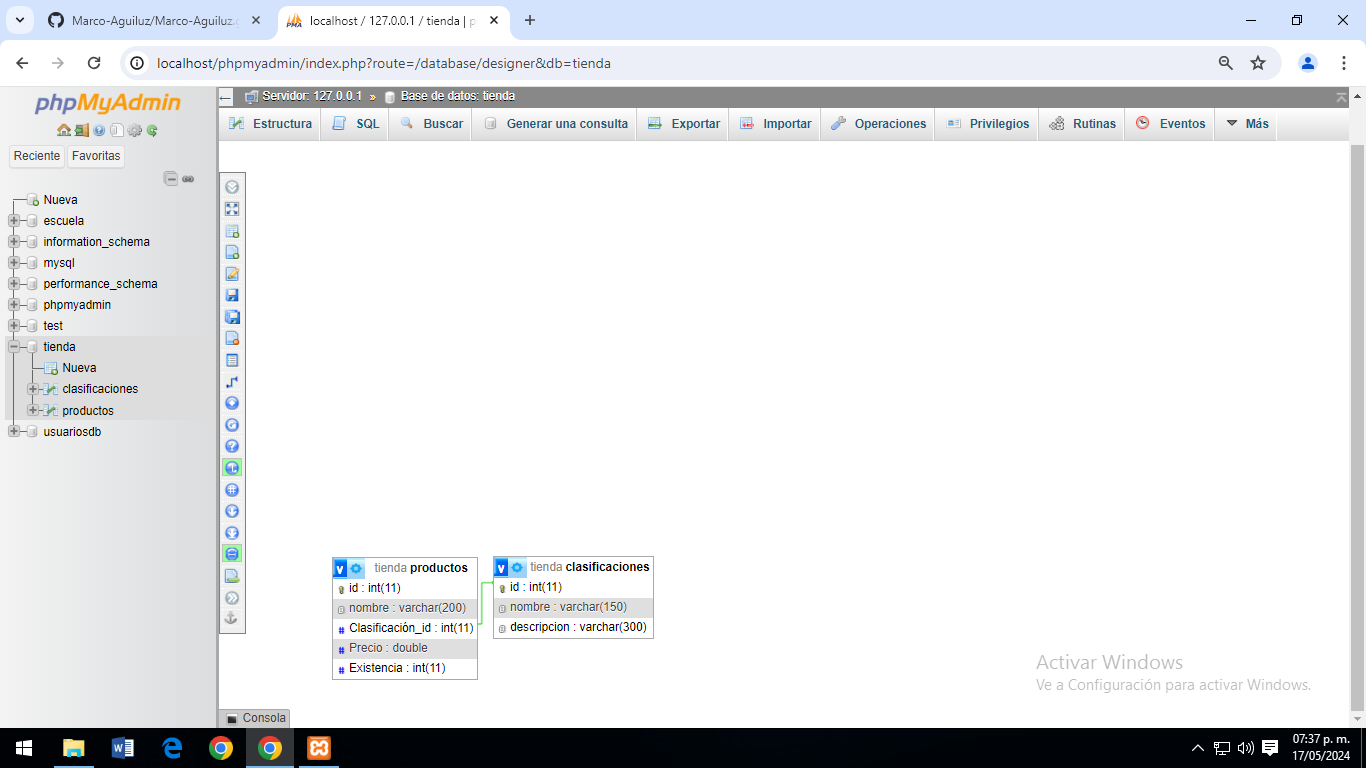 Marco-Aguiluz/Marco-Aguiluz.g
localhost / 127.0.0.1 / tienda | p
localhost/phpmyadmin/index.php?route=/database/designer&db=tienda
phpMyAdmin
Reciente Favoritas
Nueva
escuela
information_schema
mysql
performance_schema
phpmyadmin
test
tienda
Nueva
clasificaciones
productos
usuariosdb
Servidor: 127.0.0.1 » Base de datos: tienda
Estructura SQL Buscar Generar una consulta Exportar Importar Operaciones Privilegios Rutinas Eventos Más
v tienda productos
id : int(11)
nombre : varchar(200)
# Clasificación_id : int(11)
# Precio : double
# Existencia : int(11)
v tienda clasificaciones
id : int(11)
nombre : varchar(150)
descripcion : varchar(300)
Activar Windows
Ve a Configuración para activar Windows.
Consola
07:37 p. m.
17/05/2024